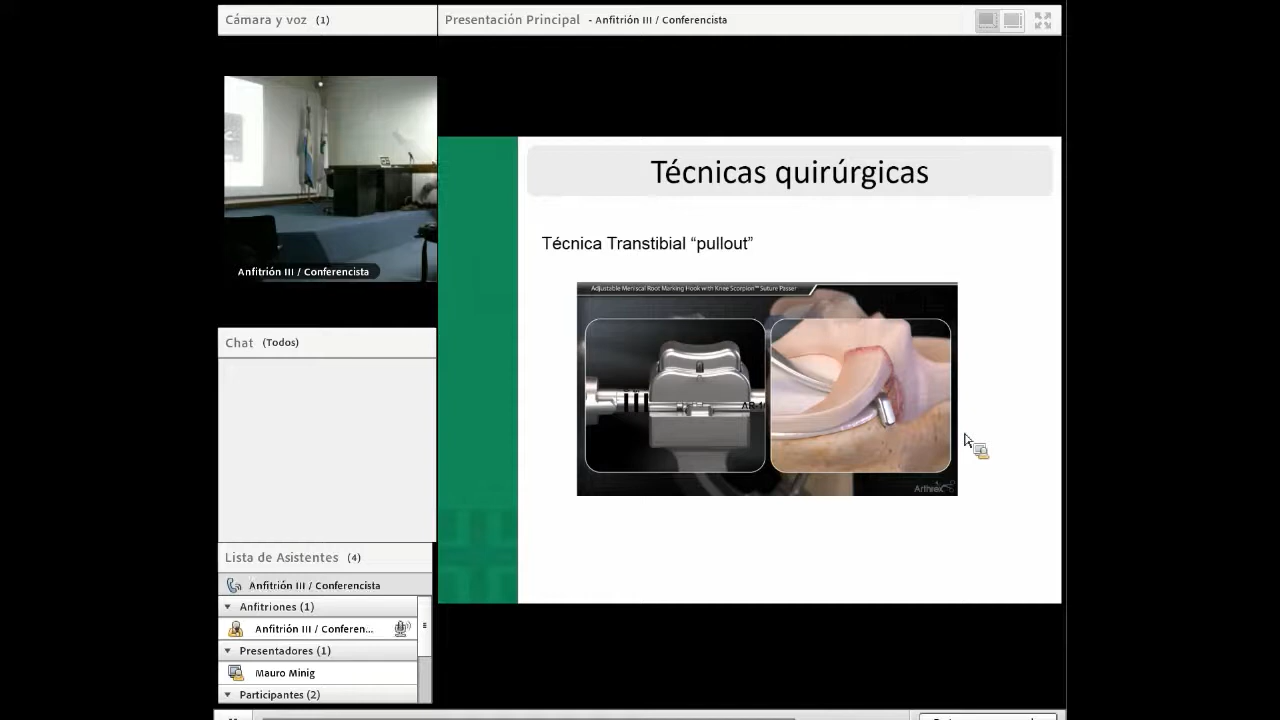 Cámara y voz (1)
Presentación Principal - Anfitrión III / Conferencista
Anfitrión III / Conferencista
Técnicas quirúrgicas
Técnica Transtibial “pullout”
Adjustable Meniscal Root Marking Hook with Knee Scorpion™ Suture Passer
Arthrex
Chat (Todos)
Lista de Asistentes (4)
Anfitrión III / Conferencista
Anfitriones (1)
Anfitrión III / Conferen...
Presentadores (1)
Mauro Minig
Participantes (2)